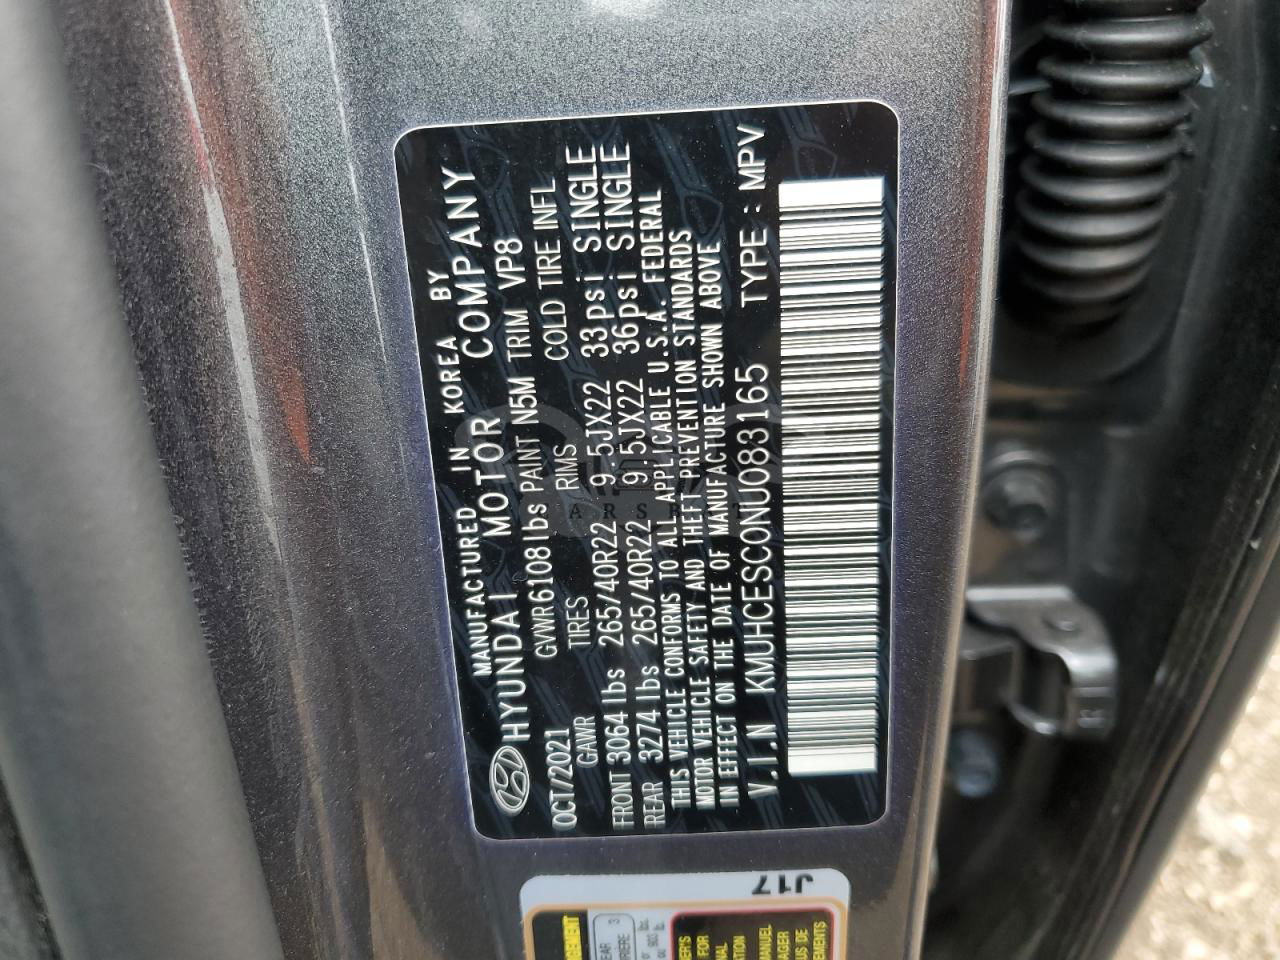 MANUFACTURED IN KOREA BY
HYUNDAI MOTOR COMPANY
OCT/2021 GVWR 6108 lbs PAINT N5M TRIM VP8
GAWR TIRES RIMS COLD TIRE INFL
FRONT 3064 lbs 265/40R22 9.5JX22 33psi SINGLE
REAR 3274 lbs 265/40R22 9.5JX22 36psi SINGLE
THIS VEHICLE CONFORMS TO ALL APPLICABLE U.S.A. FEDERAL
MOTOR VEHICLE SAFETY AND THEFT PREVENTION STANDARDS
IN EFFECT ON THE DATE OF MANUFACTURE SHOWN ABOVE
V.I.N KMUHCESC0NU083165 TYPE : MPV
J17
3
MANUEL